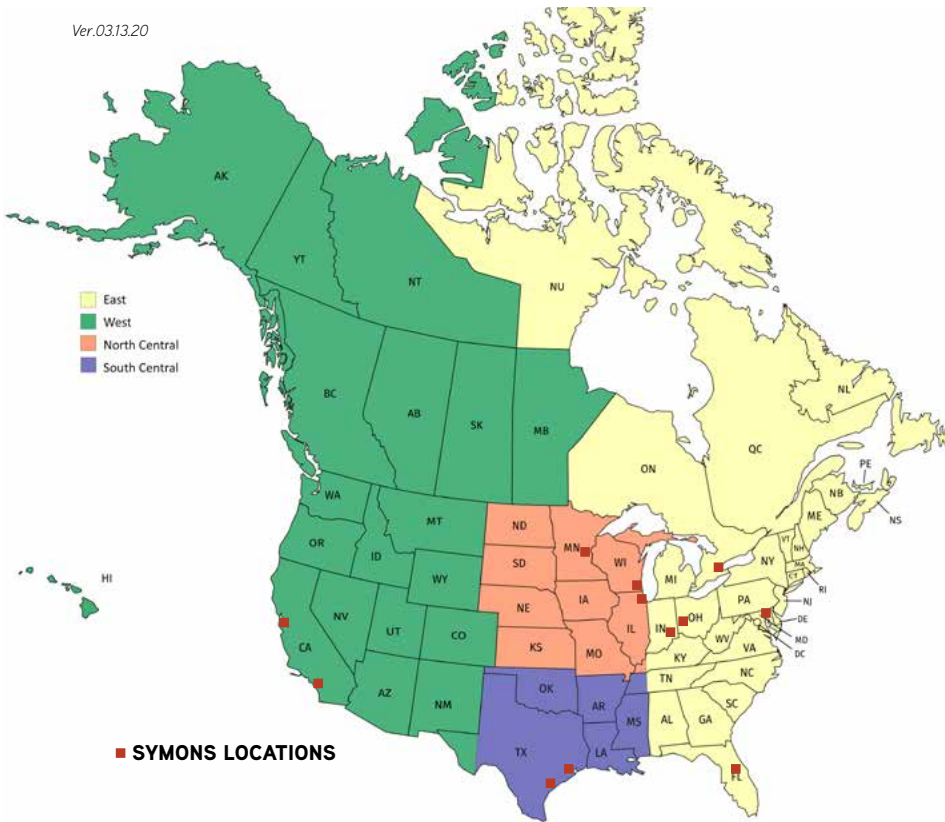 Ver.03.13.20
AK
YT
NT
NU
East
West
North Central
South Central
BC
AB
SK
MB
ON
QC
NL
PE
NB
NS
ME
WA
MT
ND
MN
OR
ID
SD
WI
MI
NY
VT
NH
MA
CT
RI
HI
WY
NE
IA
PA
NJ
NV
UT
CO
IL
IN
OH
DE
MD
DC
CA
KS
MO
WV
VA
KY
AZ
NM
OK
AR
TN
NC
SC
TX
LA
MS
AL
GA
SYMONS LOCATIONS
FL